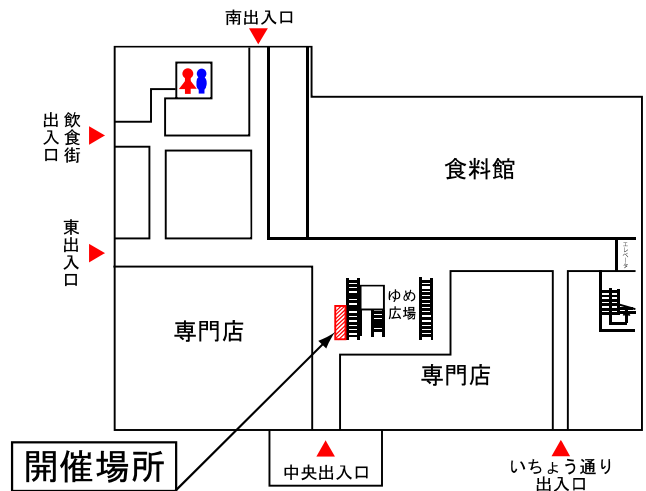 南出入口
飲食街
出入口
食料館
東出入口
エレベータ
ゆめ
広場
専門店
専門店
開催場所
中央出入口
いちょう通り
出入口